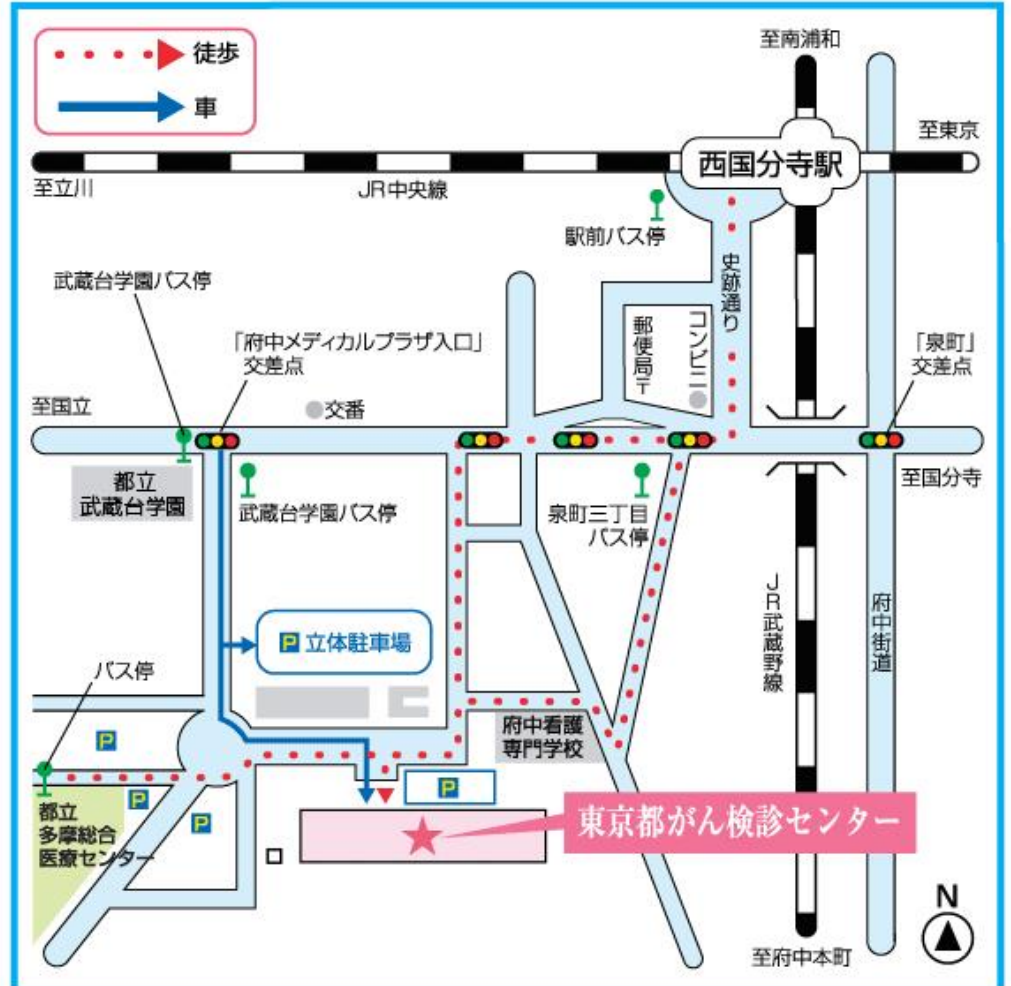 徒歩
車
至南浦和
至東京
西国分寺駅
至立川
JR中央線
駅前バス停
史跡通り
武蔵台学園バス停
「府中メディカルプラザ入口」
交差点
郵便局〒
コンビニ
「泉町」
交差点
至国立
交番
至国分寺
都立
武蔵台学園
武蔵台学園バス停
泉町三丁目
バス停
JR武蔵野線
府中街道
P 立体駐車場
バス停
P
府中看護
専門学校
P
都立
多摩総合
医療センター
P
P
東京都がん検診センター
N
至府中本町